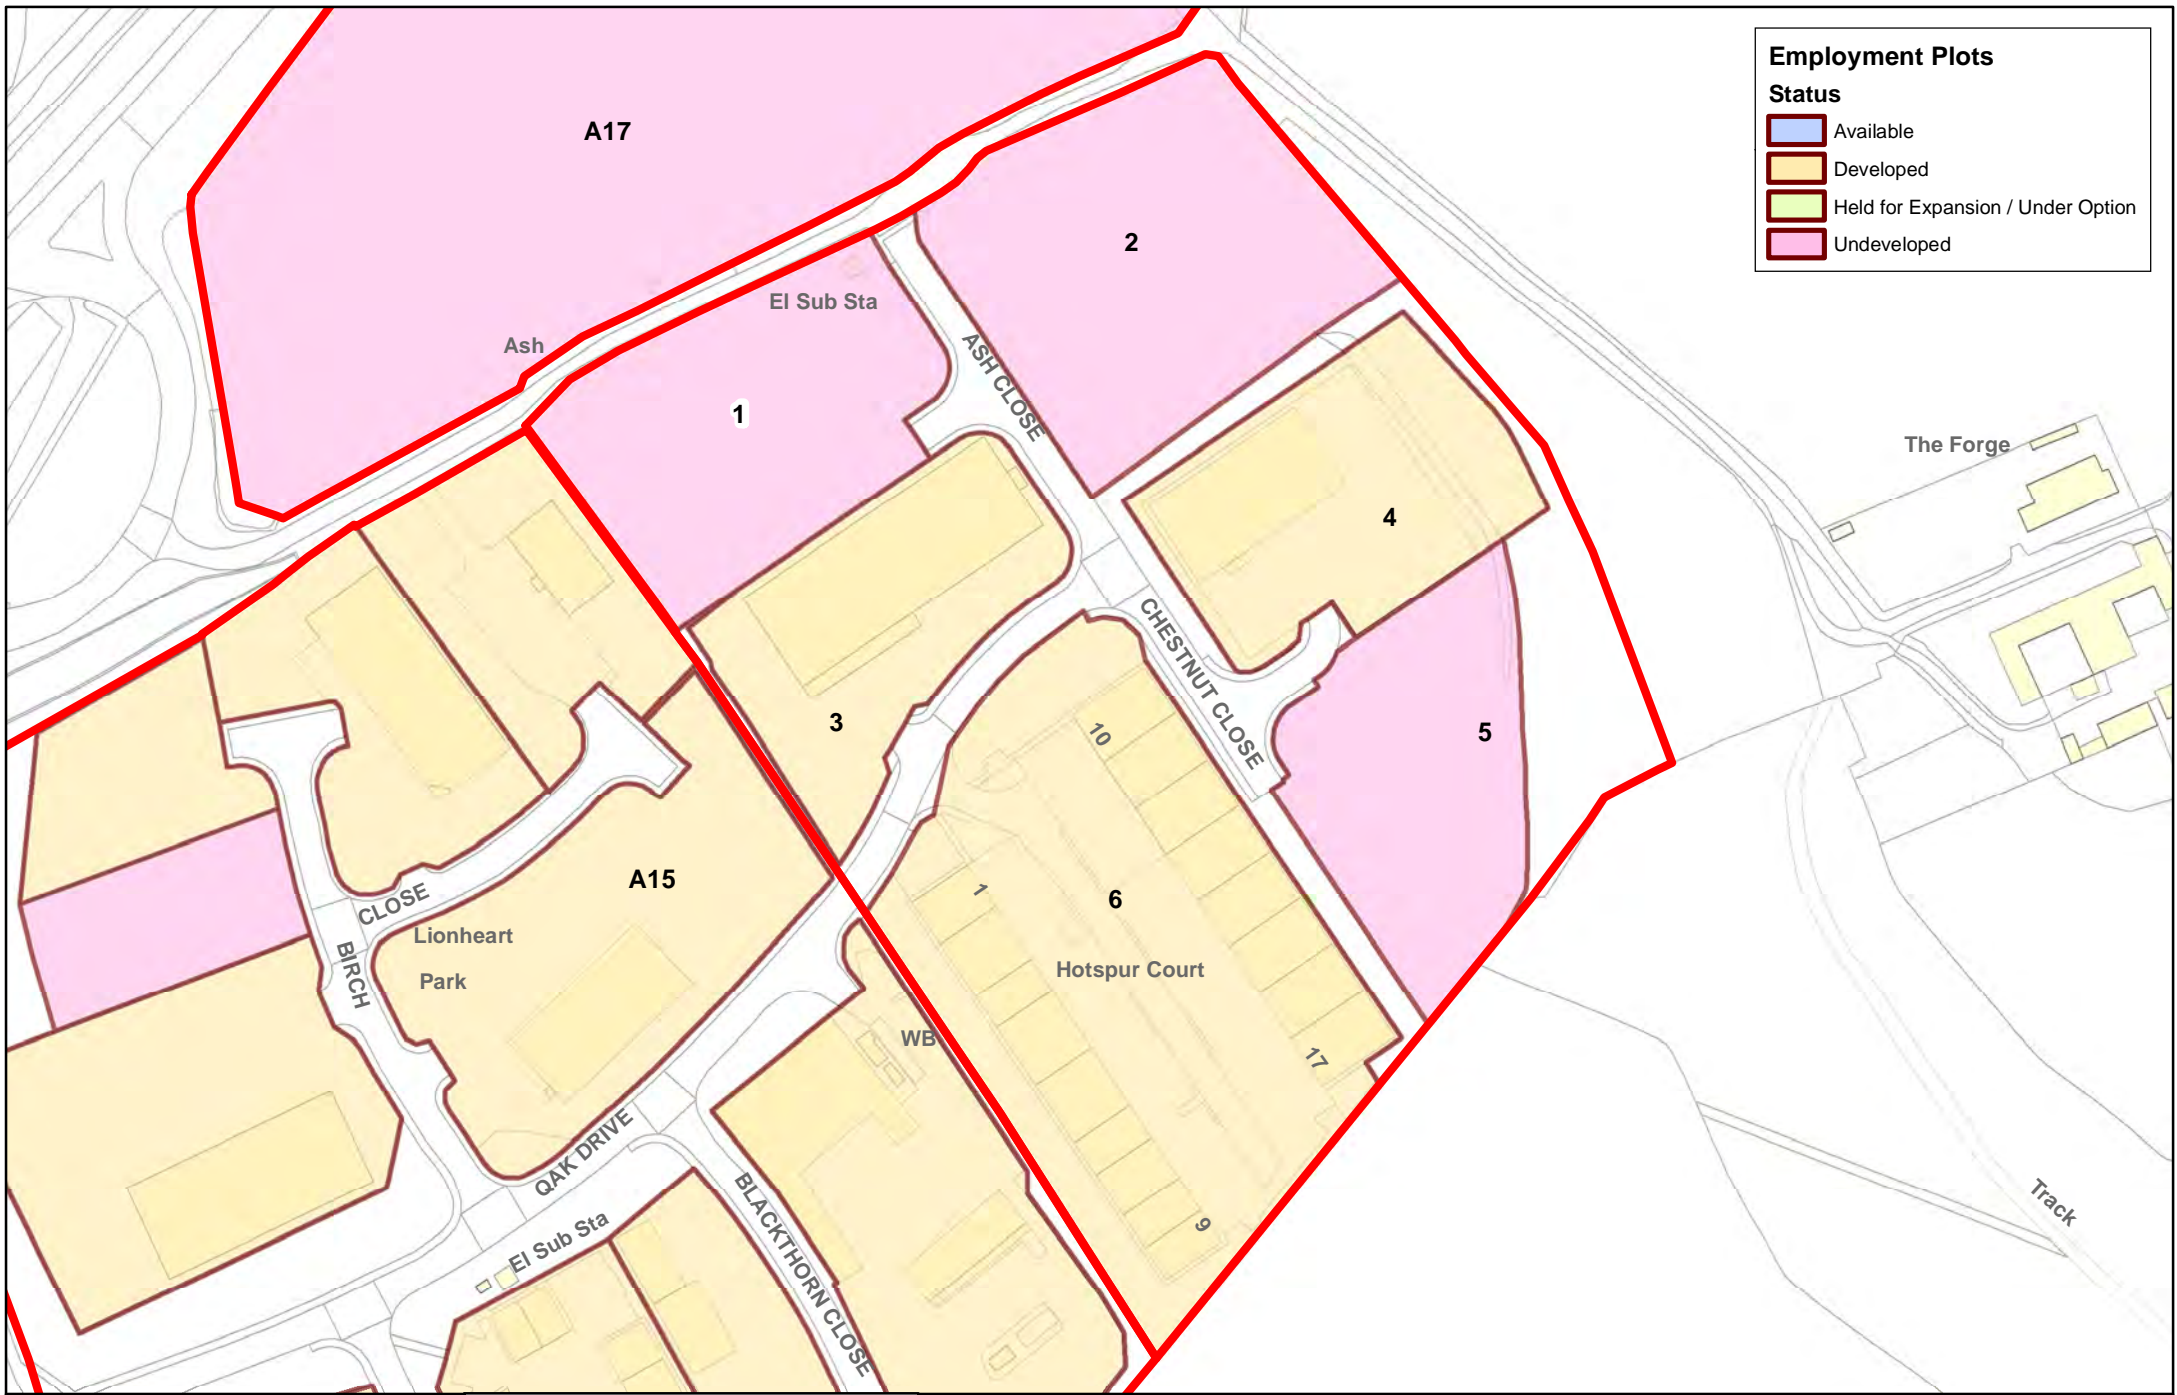 Employment Plots
Status
Available
Developed
Held for Expansion / Under Option
Undeveloped
A17
2
El Sub Sta
Ash
ASH CLOSE
1
The Forge
4
CHESTNUT CLOSE
3
10
5
A15
1
6
CLOSE
Lionheart
Park
BIRCH
Hotspur Court
WB
17
OAK DRIVE
Track
9
El Sub Sta
BLACKTHORN CLOSE